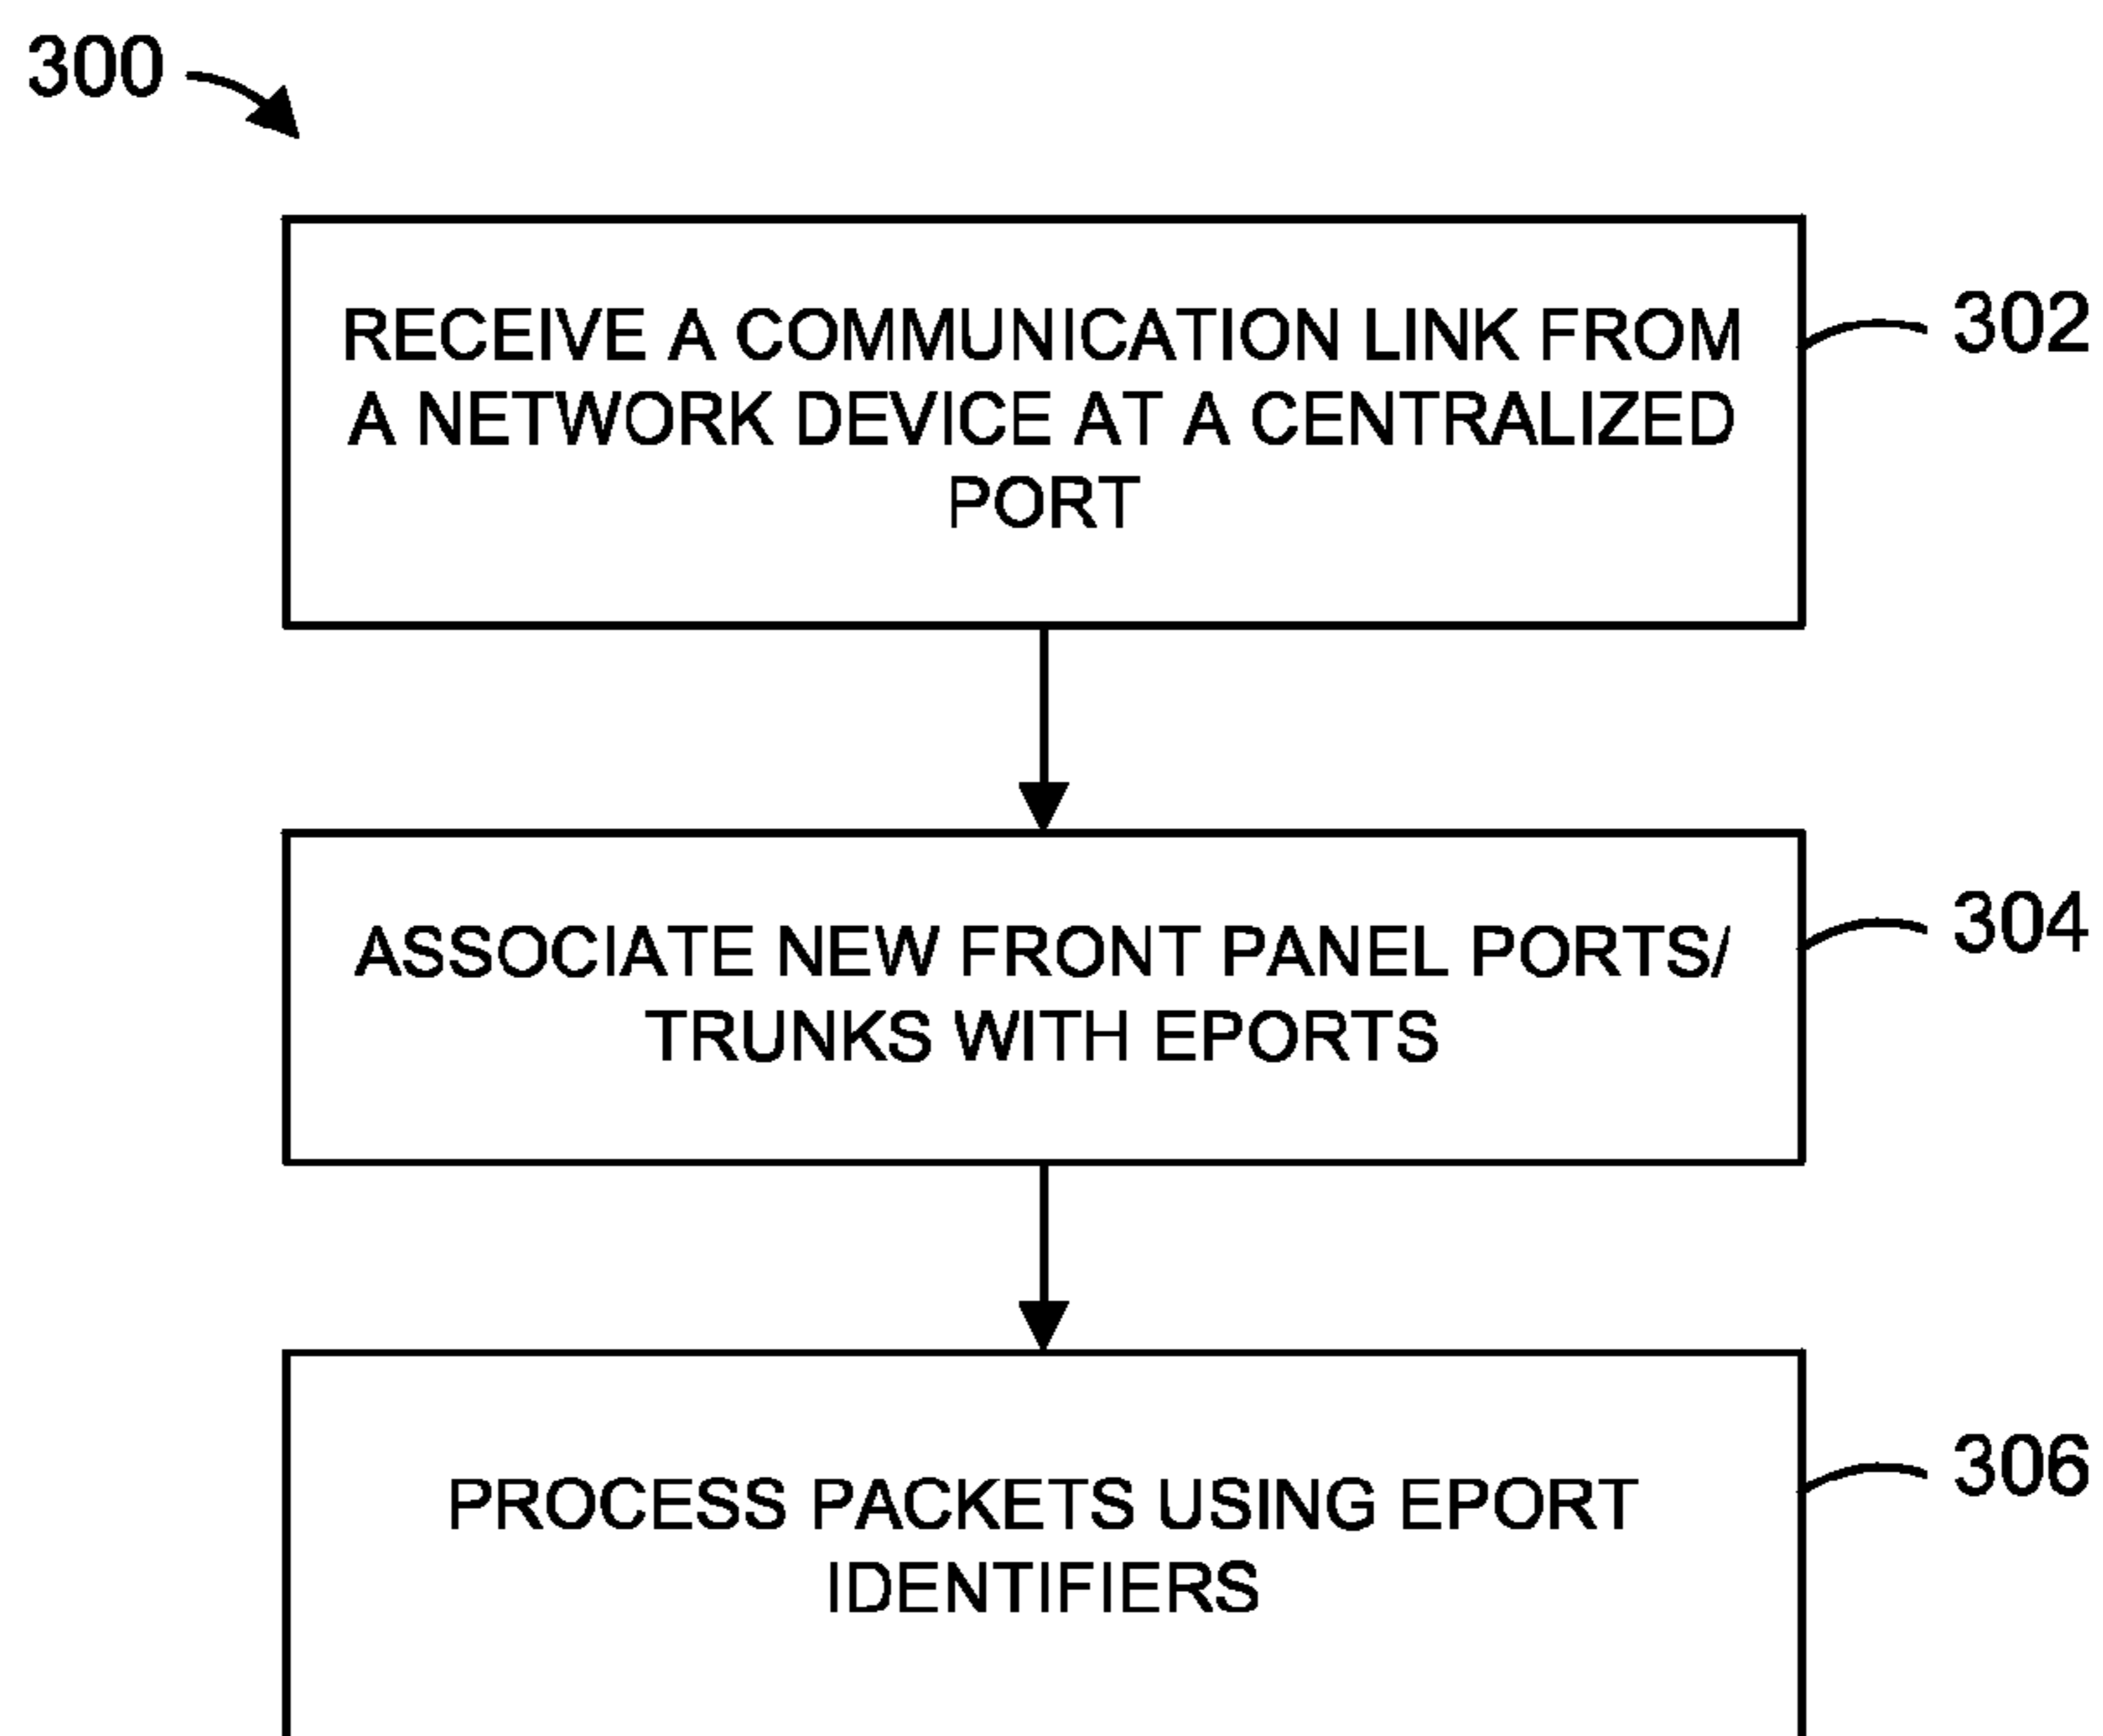 300
RECEIVE A COMMUNICATION LINK FROM
A NETWORK DEVICE AT A CENTRALIZED
PORT
302
ASSOCIATE NEW FRONT PANEL PORTS/
TRUNKS WITH EPORTS
304
PROCESS PACKETS USING EPORT
IDENTIFIERS
306